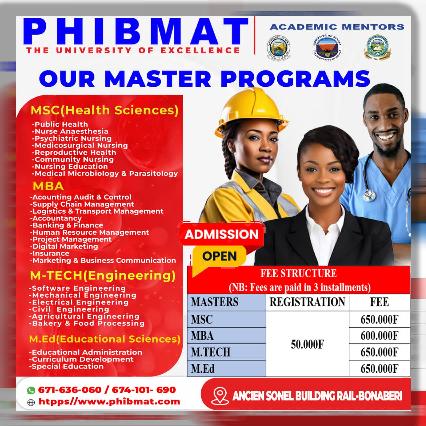 PHIBMAT
THE UNIVERSITY OF EXCELLENCE
ACADEMIC MENTORS
OUR MASTER PROGRAMS
MSC(Health Sciences)
-Public Health
-Nurse Anaesthesia
-Psychiatric Nursing
-Medicosurgical Nursing
-Reproductive Health
-Community Nursing
-Nursing Education
-Medical Microbiology & Parasitology
MBA
-Acounting Audit & Control
-Supply Chain Management
-Logistics & Transport Management
-Accountancy
-Banking & Finance
-Human Resource Management
-Project Management
-Digital Marketing
-Insurance
-Marketing & Business Communication
M-TECH(Engineering)
-Software Engineering
-Mechanical Engineering
-Electrical Engineering
-Civil Engineering
-Agricultural Engineering
-Bakery & Food Processing
M.Ed(Educational Sciences)
-Educational Administration
-Curriculum Development
-Special Education
ADMISSION
OPEN
FEE STRUCTURE
(NB: Fees are paid in 3 installments)
MASTERS REGISTRATION FEE
MSC 650.000F
MBA 50.000F 600.000F
M.TECH 650.000F
M.Ed 650.000F
671-636-060 / 674-101- 690
htpps//www.phibmat.com
ANCIEN SONEL BUILDING RAIL-BONABERI